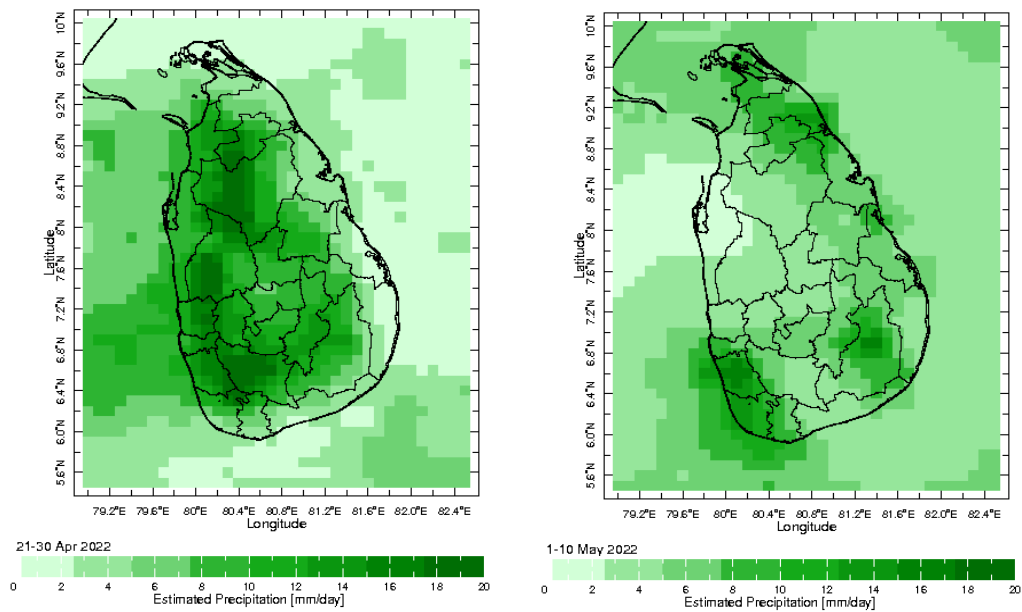 10°N
9.6°N
9.2°N
8.8°N
8.4°N
8°N
7.6°N
7.2°N
6.8°N
6.4°N
6.0°N
5.6°N
Latitude
79.2°E 79.6°E 80°E 80.4°E 80.8°E 81.2°E 81.6°E 82.0°E 82.4°E
Longitude
21-30 Apr 2022
0 2 4 6 8 10 12 14 16 18 20
Estimated Precipitation [mm/day]
10°N
9.6°N
9.2°N
8.8°N
8.4°N
8°N
7.6°N
7.2°N
6.8°N
6.4°N
6.0°N
5.6°N
Latitude
79.2°E 79.6°E 80°E 80.4°E 80.8°E 81.2°E 81.6°E 82.0°E 82.4°E
Longitude
1-10 May 2022
0 2 4 6 8 10 12 14 16 18 20
Estimated Precipitation [mm/day]